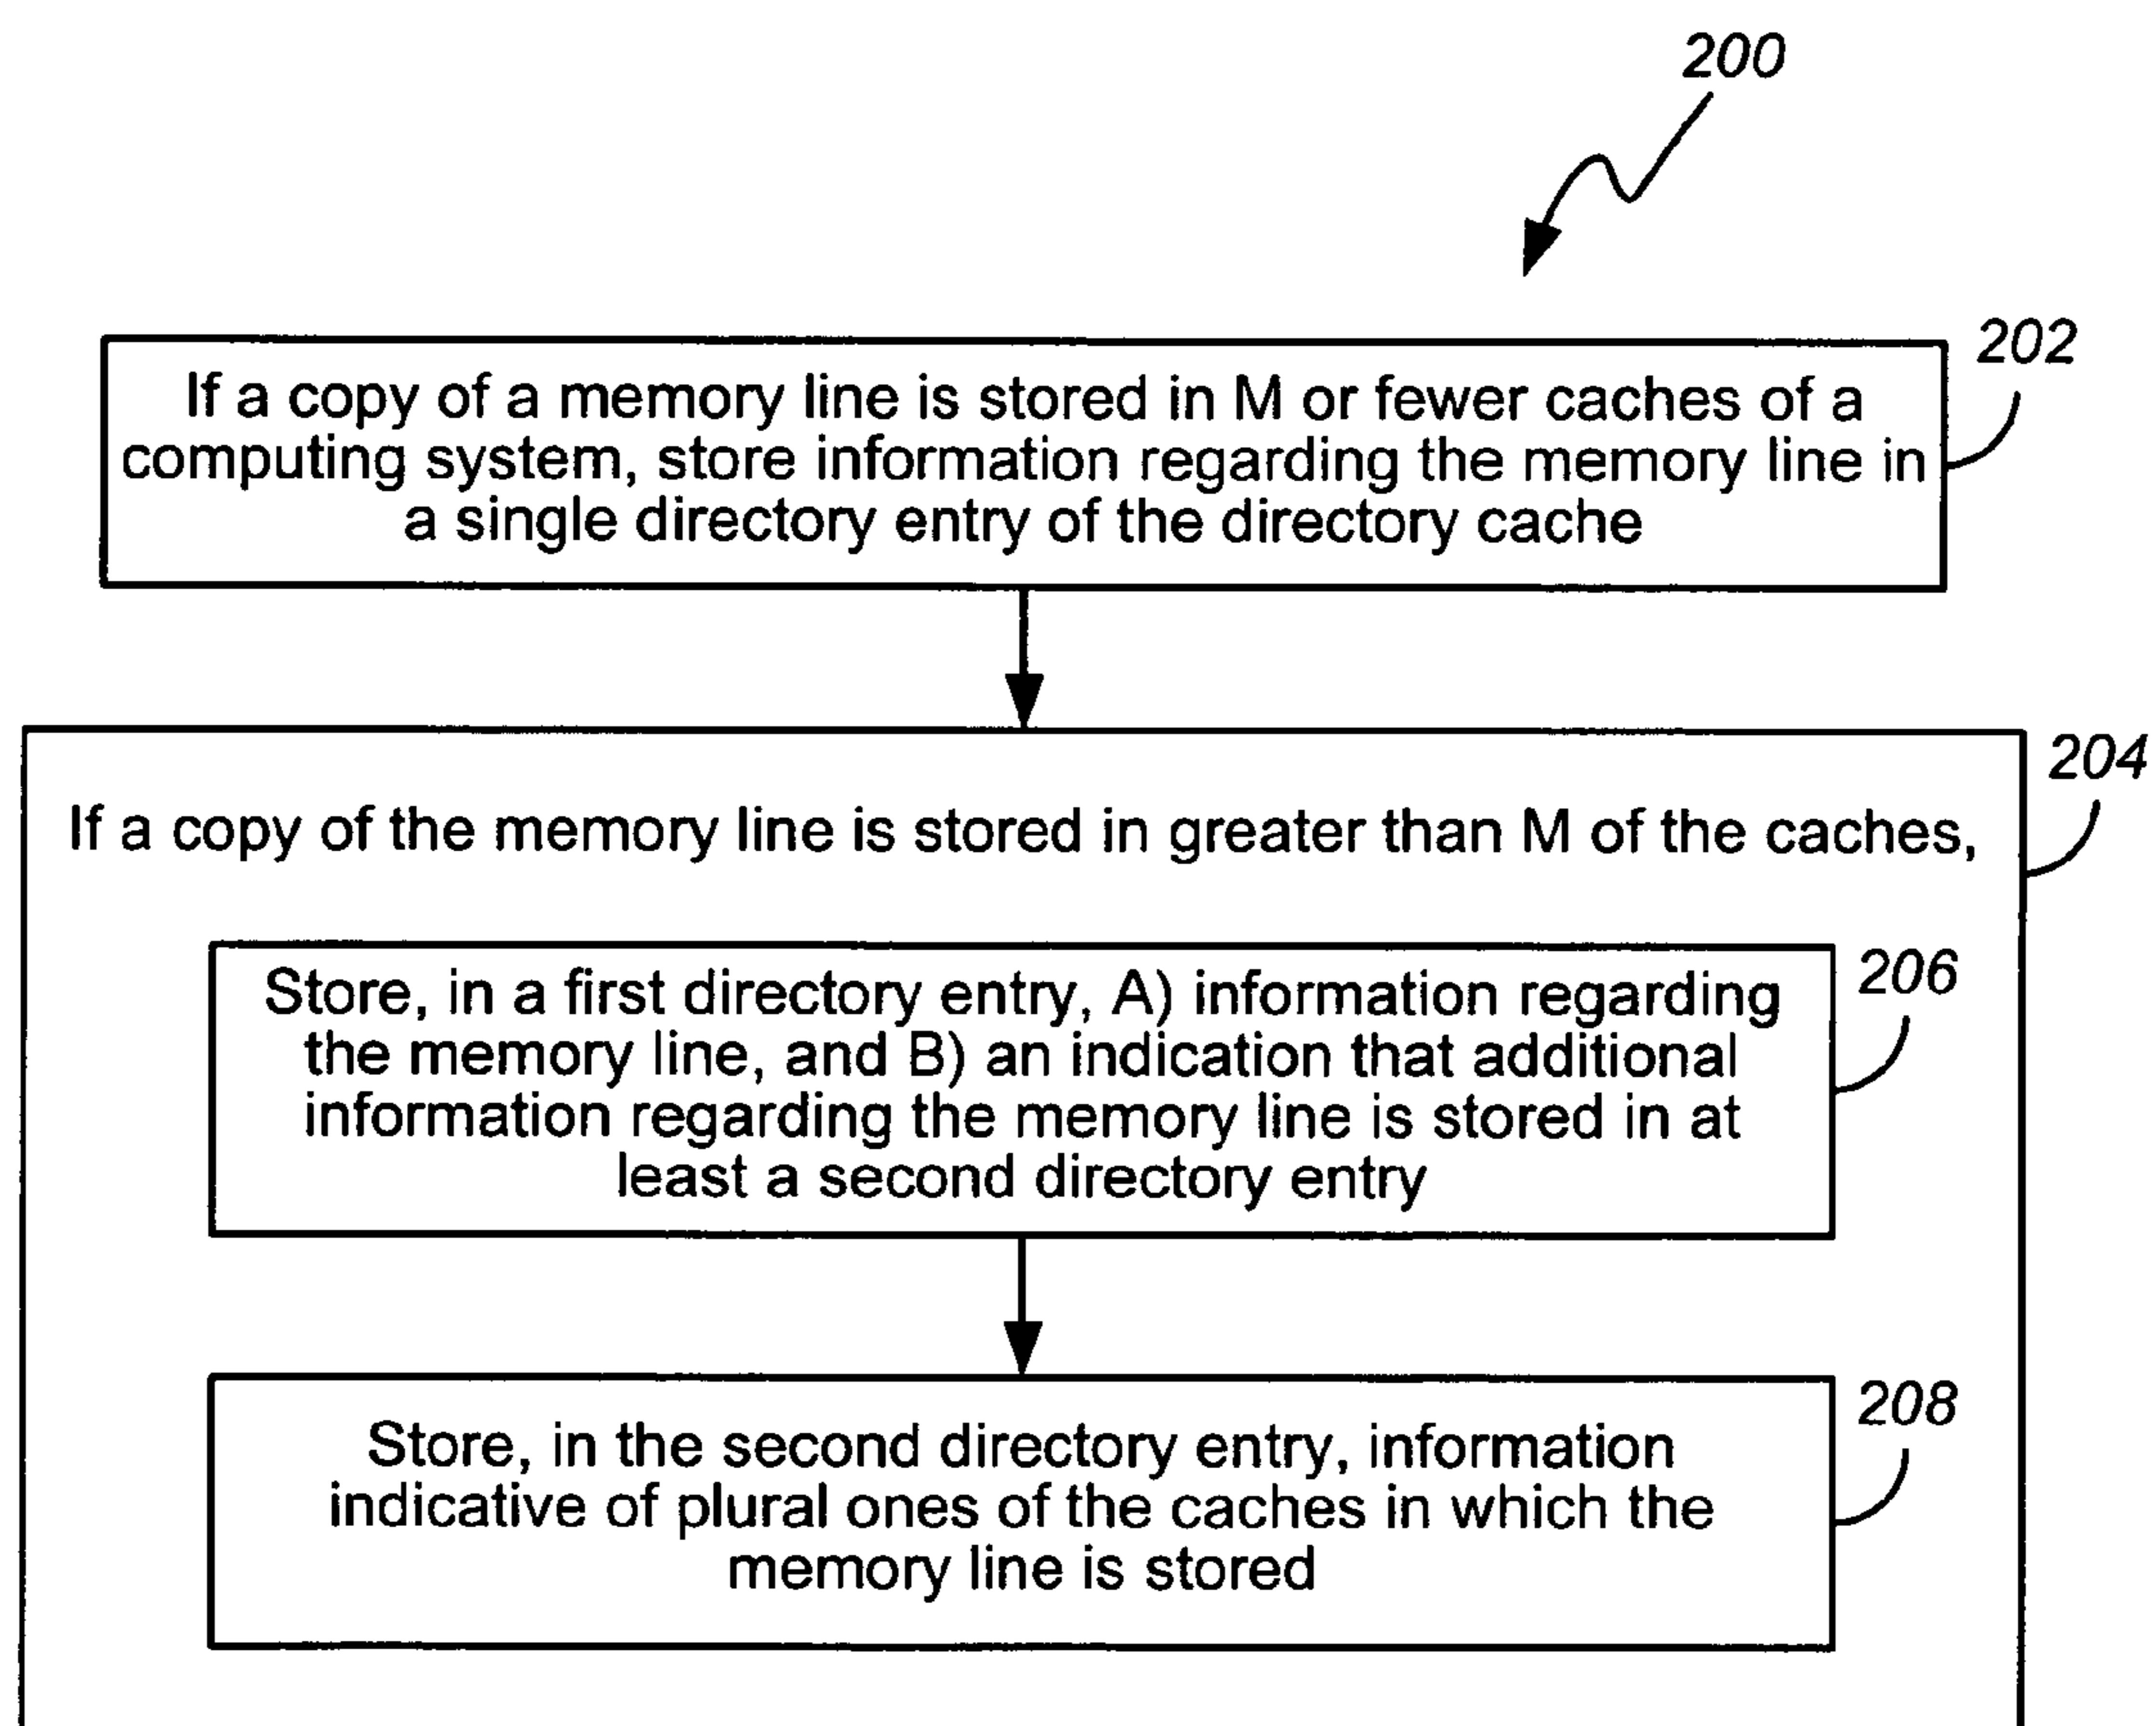 200
202
If a copy of a memory line is stored in M or fewer caches of a
computing system, store information regarding the memory line in
a single directory entry of the directory cache
204
If a copy of the memory line is stored in greater than M of the caches,
206
Store, in a first directory entry, A) information regarding
the memory line, and B) an indication that additional
information regarding the memory line is stored in at
least a second directory entry
208
Store, in the second directory entry, information
indicative of plural ones of the caches in which the
memory line is stored